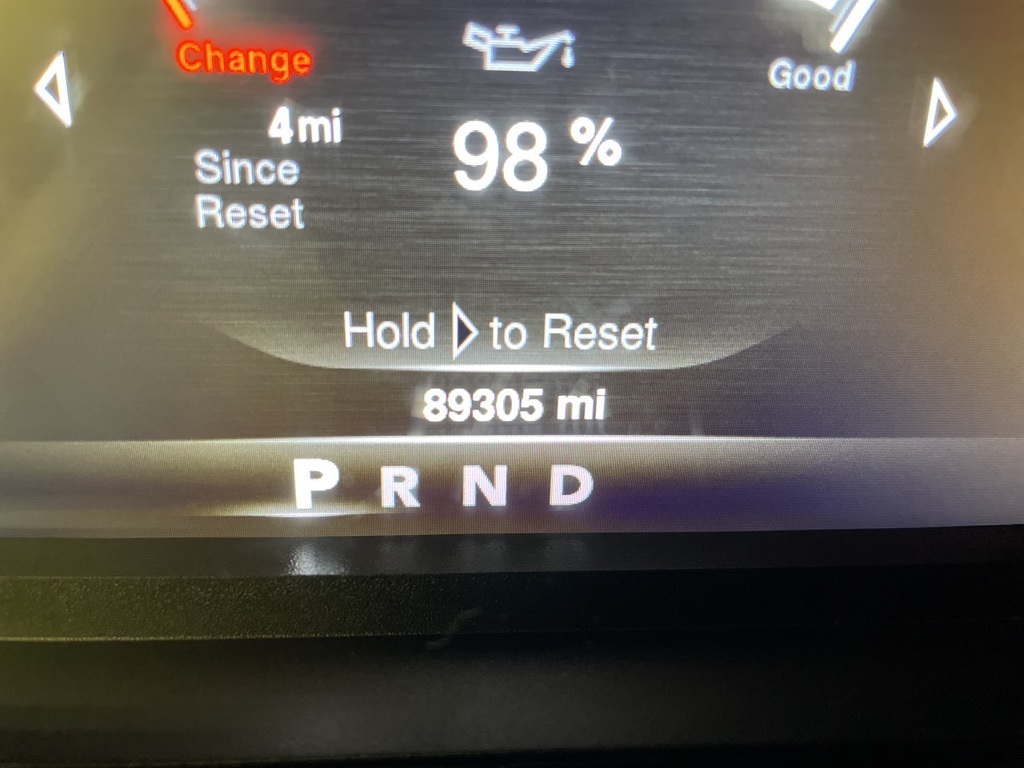 Change
Good
4mi
Since
Reset
98 %
Hold to Reset
89305 mi
P R N D